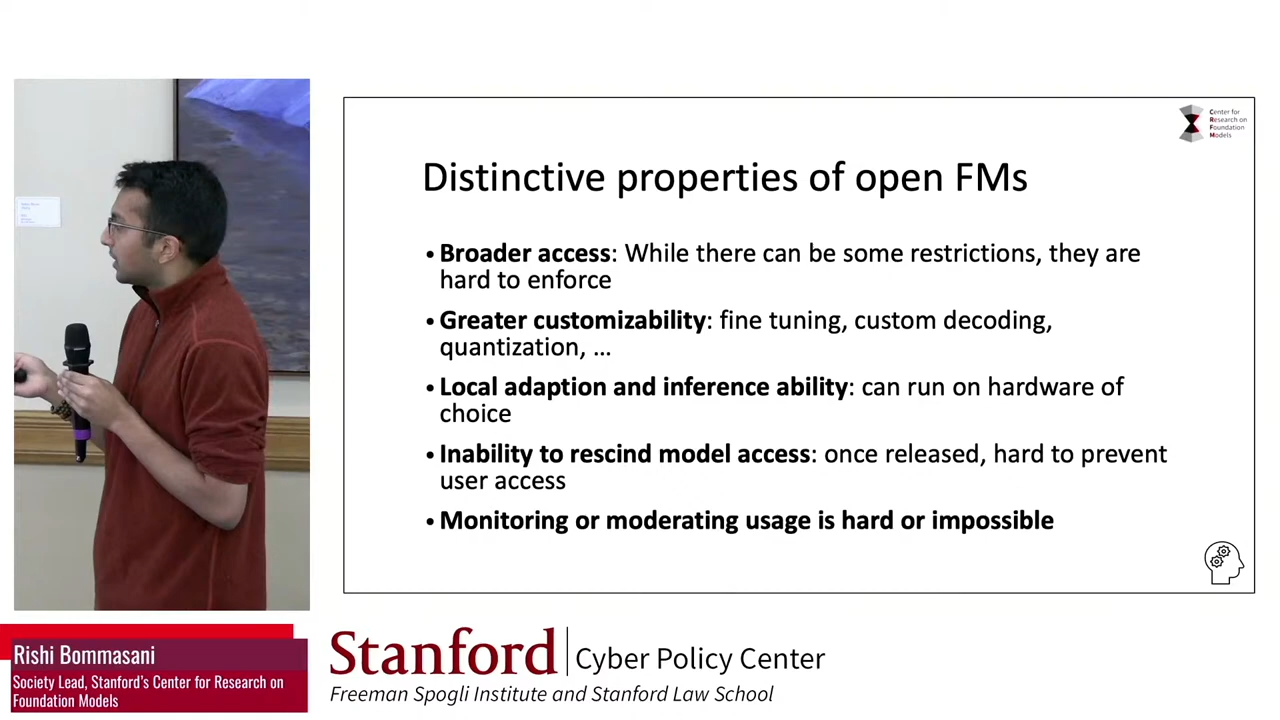 Center for
Research on
Foundation
Models
Distinctive properties of open FMs
• Broader access: While there can be some restrictions, they are
hard to enforce
• Greater customizability: fine tuning, custom decoding,
quantization, ...
• Local adaption and inference ability: can run on hardware of
choice
• Inability to rescind model access: once released, hard to prevent
user access
• Monitoring or moderating usage is hard or impossible
Rishi Bommasani
Society Lead, Stanford's Center for Research on
Foundation Models
Stanford
Cyber Policy Center
Freeman Spogli Institute and Stanford Law School